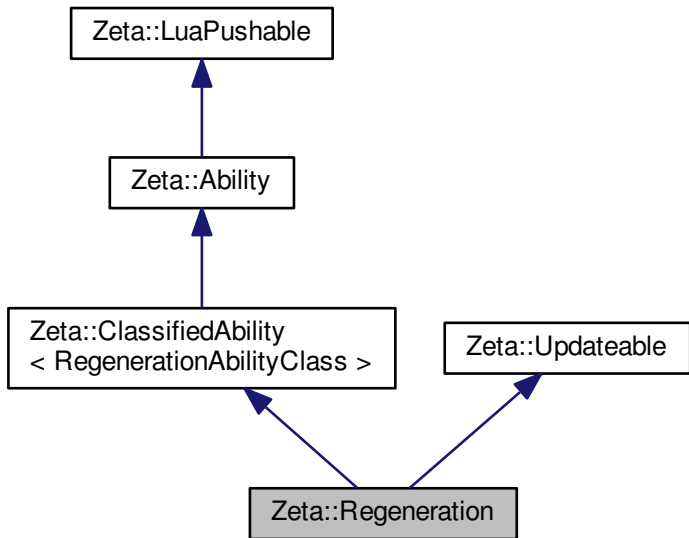 Zeta::LuaPushable
Zeta::Ability
Zeta::ClassifiedAbility
< RegenerationAbilityClass >
Zeta::Updateable
Zeta::Regeneration